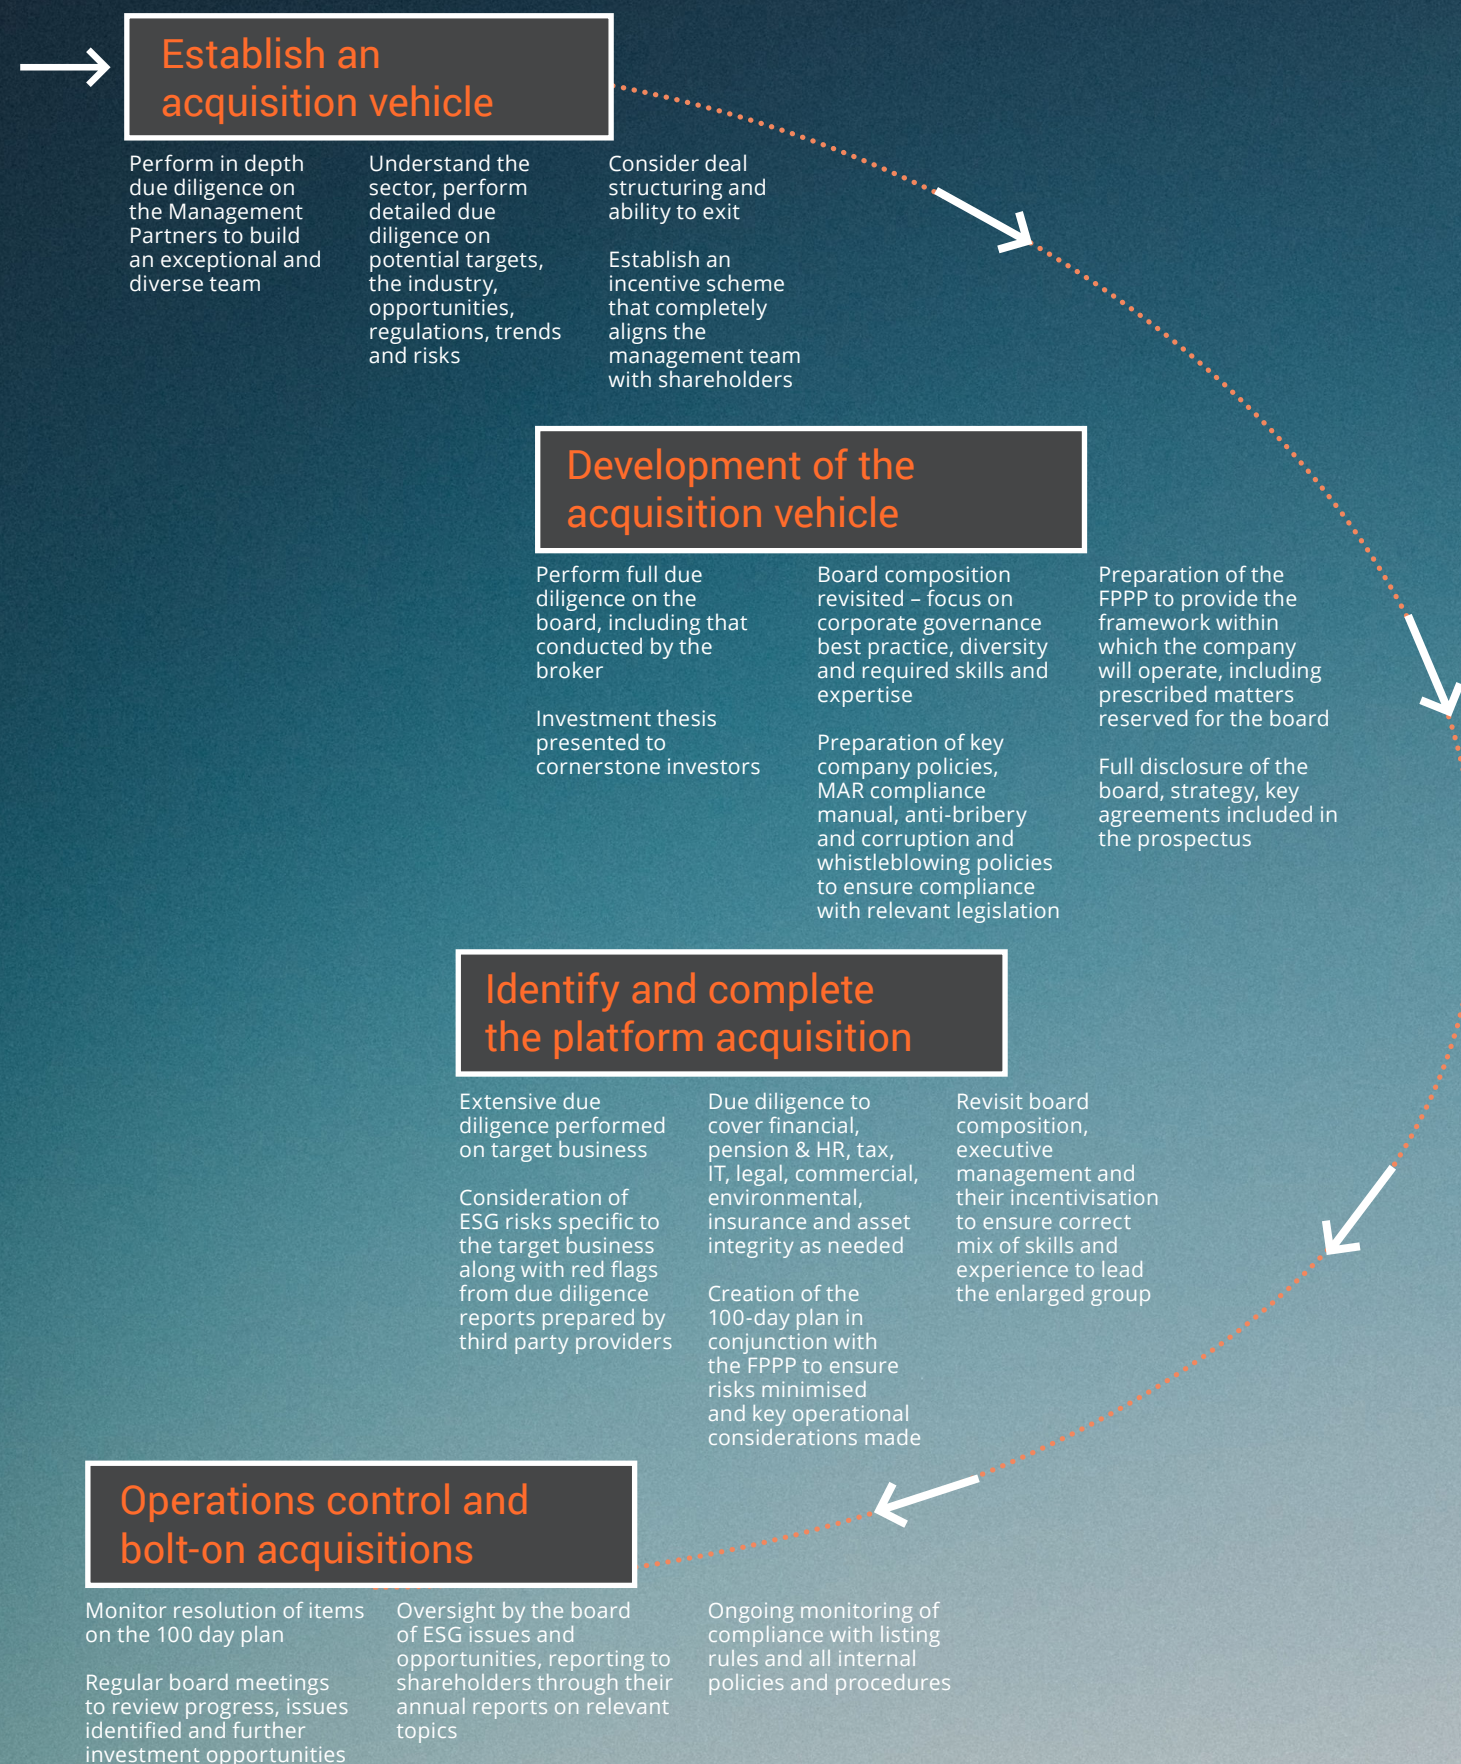 Establish an
acquisition vehicle
Perform in depth
due diligence on
the Management
Partners to build
an exceptional and
diverse team
Understand the
sector, perform
detailed due
diligence on
potential targets,
the industry,
opportunities,
regulations, trends
and risks
Consider deal
structuring and
ability to exit
Establish an
incentive scheme
that completely
aligns the
management team
with shareholders
Development of the
acquisition vehicle
Perform full due
diligence on the
board, including that
conducted by the
broker
Investment thesis
presented to
cornerstone investors
Board composition
revisited – focus on
corporate governance
best practice, diversity
and required skills and
expertise
Preparation of key
company policies,
MAR compliance
manual, anti-bribery
and corruption and
whistleblowing policies
to ensure compliance
with relevant legislation
Preparation of the
FPPP to provide the
framework within
which the company
will operate, including
prescribed matters
reserved for the board
Full disclosure of the
board, strategy, key
agreements included in
the prospectus
Identify and complete
the platform acquisition
Extensive due
diligence performed
on target business
Consideration of
ESG risks specific to
the target business
along with red flags
from due diligence
reports prepared by
third party providers
Due diligence to
cover financial,
pension & HR, tax,
IT, legal, commercial,
environmental,
insurance and asset
integrity as needed
Creation of the
100-day plan in
conjunction with
the FPPP to ensure
risks minimised
and key operational
considerations made
Revisit board
composition,
executive
management and
their incentivisation
to ensure correct
mix of skills and
experience to lead
the enlarged group
Operations control and
bolt-on acquisitions
Monitor resolution of items
on the 100 day plan
Regular board meetings
to review progress, issues
identified and further
investment opportunities
Oversight by the board
of ESG issues and
opportunities, reporting to
shareholders through their
annual reports on relevant
topics
Ongoing monitoring of
compliance with listing
rules and all internal
policies and procedures